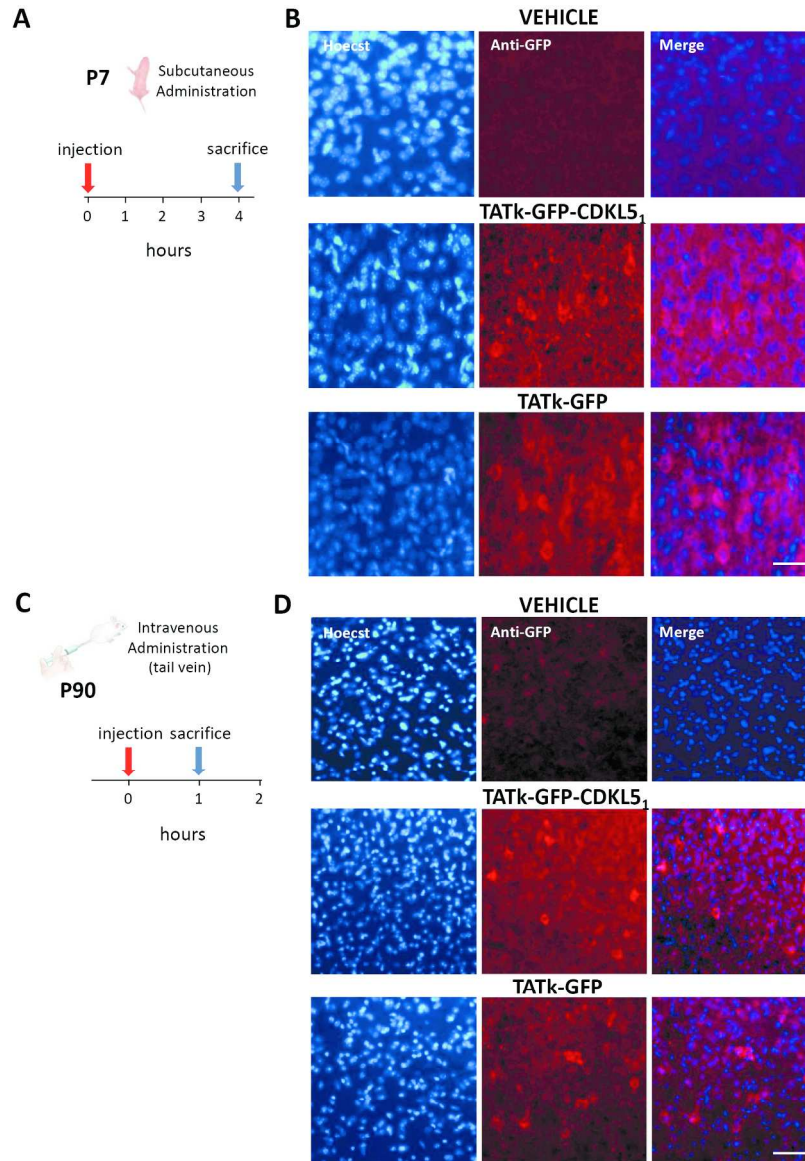 A
P7
Subcutaneous
Administration
injection
sacrifice
0 1 2 3 4
hours
B
VEHICLE
Hoecst
Anti-GFP
Merge
TATk-GFP-CDKL5₁
TATk-GFP
C
Intravenous
Administration
(tail vein)
P90
injection
sacrifice
0 1 2
hours
D
VEHICLE
Hoecst
Anti-GFP
Merge
TATk-GFP-CDKL5₁
TATk-GFP